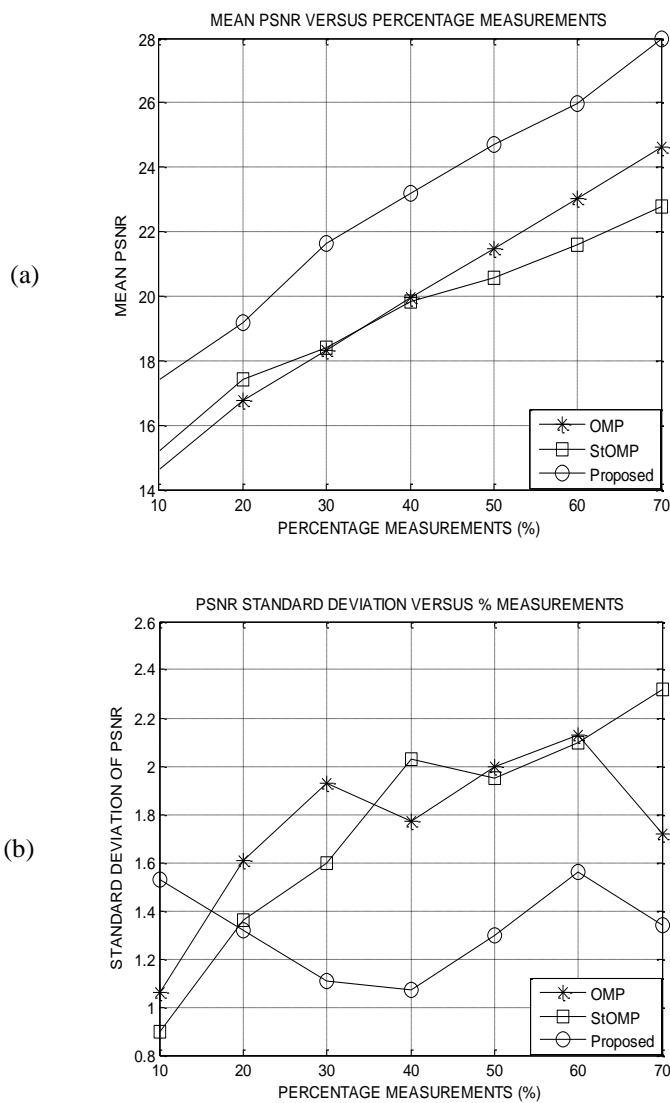 MEAN PSNR VERSUS PERCENTAGE MEASUREMENTS
28
26
24
22
20
18
16
14
MEAN PSNR
(a)
OMP
StOMP
Proposed
10 20 30 40 50 60 70
PERCENTAGE MEASUREMENTS (%)
PSNR STANDARD DEVIATION VERSUS % MEASUREMENTS
2.6
2.4
2.2
2
1.8
1.6
1.4
1.2
1
0.8
STANDARD DEVIATION OF PSNR
(b)
OMP
StOMP
Proposed
10 20 30 40 50 60 70
PERCENTAGE MEASUREMENTS (%)